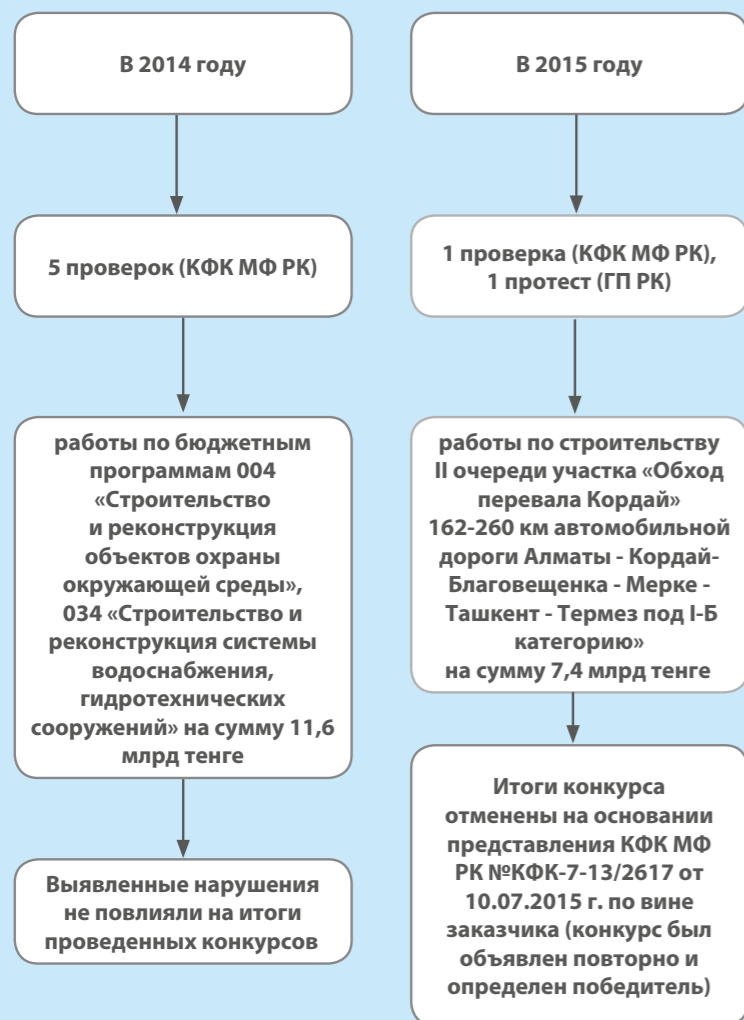 В 2014 году
5 проверок (КФК МФ РК)
работы по бюджетным
программам 004
«Строительство
и реконструкция
объектов охраны
окружающей среды»,
034 «Строительство и
реконструкция системы
водоснабжения,
гидротехнических
сооружений» на сумму 11,6
млрд тенге
Выявленные нарушения
не повлияли на итоги
проведенных конкурсов
В 2015 году
1 проверка (КФК МФ РК),
1 протест (ГП РК)
работы по строительству
II очереди участка «Обход
перевала Кордай»
162-260 км автомобильной
дороги Алматы - Кордай-
Благовещенка - Мерке -
Ташкент - Термез под I-Б
категорию»
на сумму 7,4 млрд тенге
Итоги конкурса
отменены на основании
представления КФК МФ
РК №КФК-7-13/2617 от
10.07.2015 г. по вине
заказчика (конкурс был
объявлен повторно и
определен победитель)